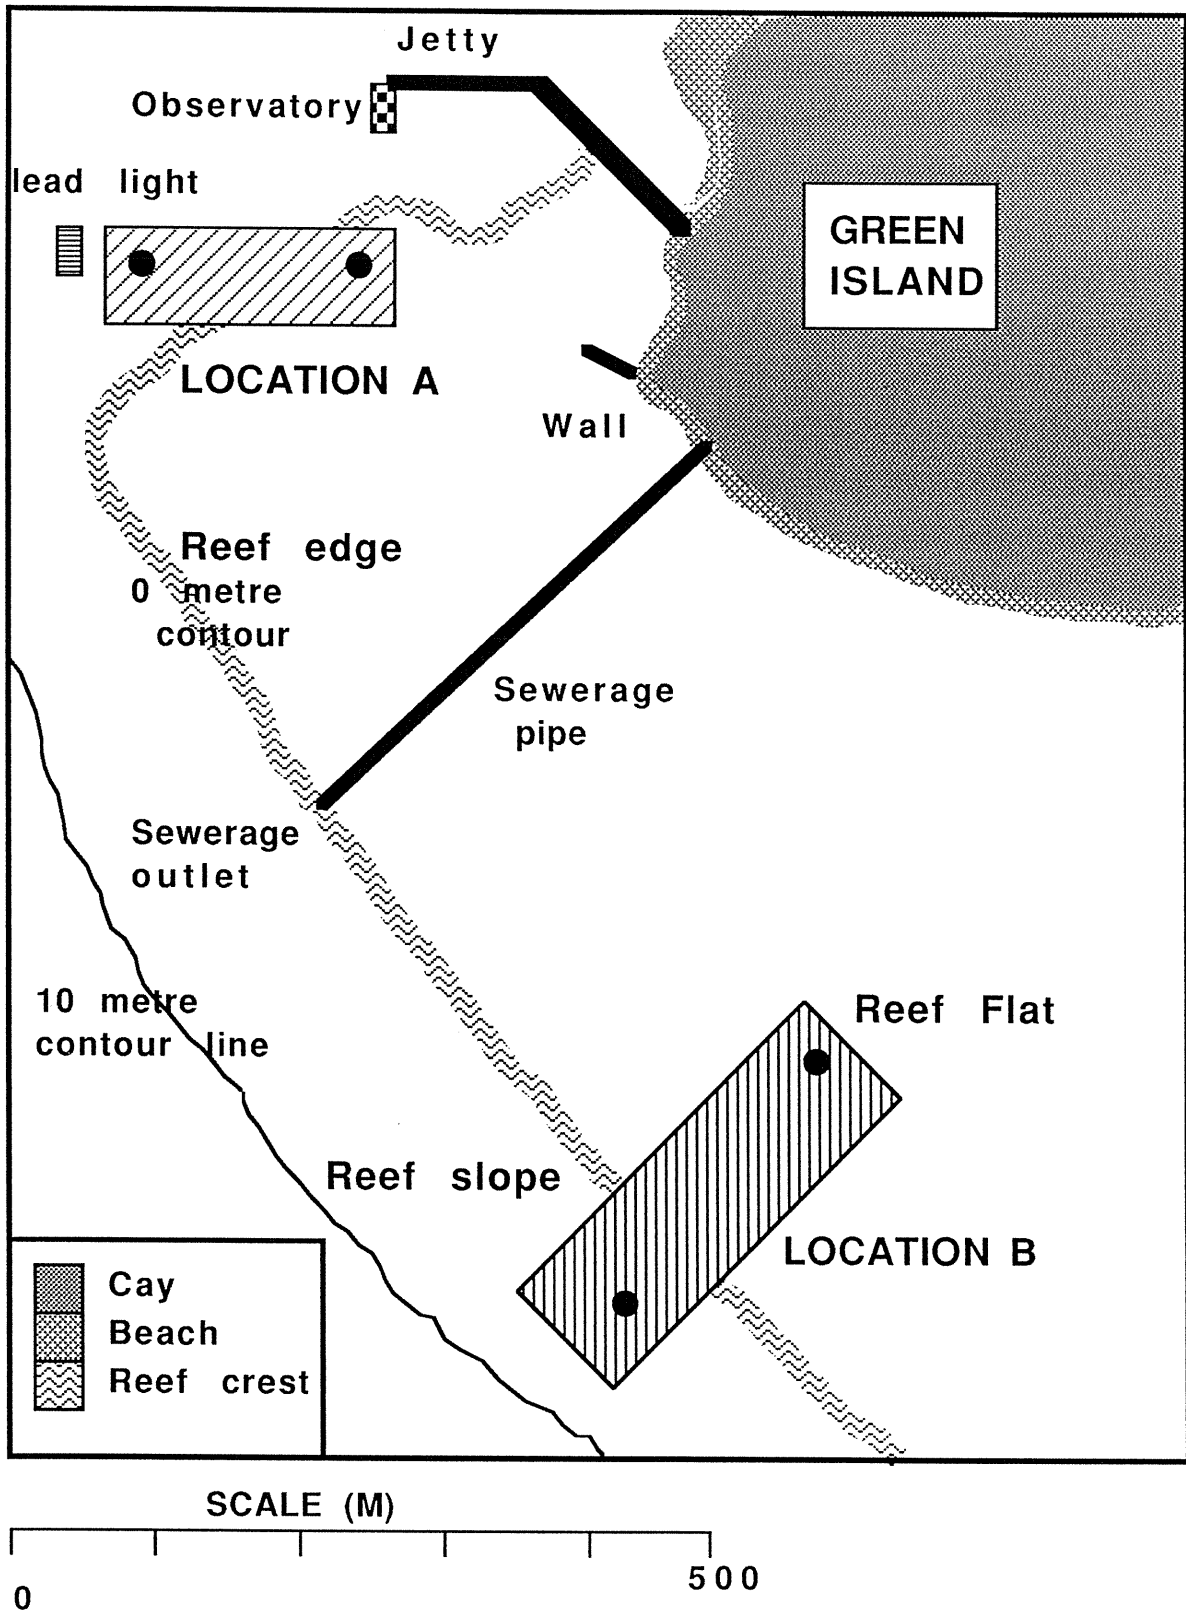 Jetty
Observatory
lead light
GREEN
ISLAND
LOCATION A
Wall
Reef edge
0 metre
contour
Sewerage
pipe
Sewerage
outlet
10 metre
contour line
Reef Flat
Reef slope
LOCATION B
Cay
Beach
Reef crest
SCALE (M)
0
500